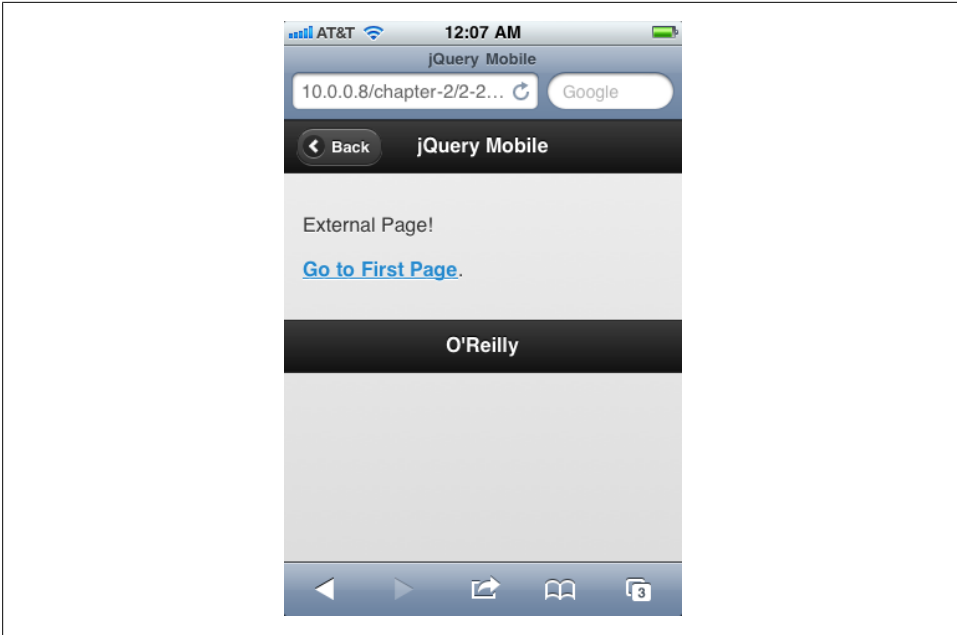 AT&T 12:07 AM
jQuery Mobile
10.0.0.8/chapter-2/2-2... Google
Back jQuery Mobile
External Page!
Go to First Page.
O'Reilly
3